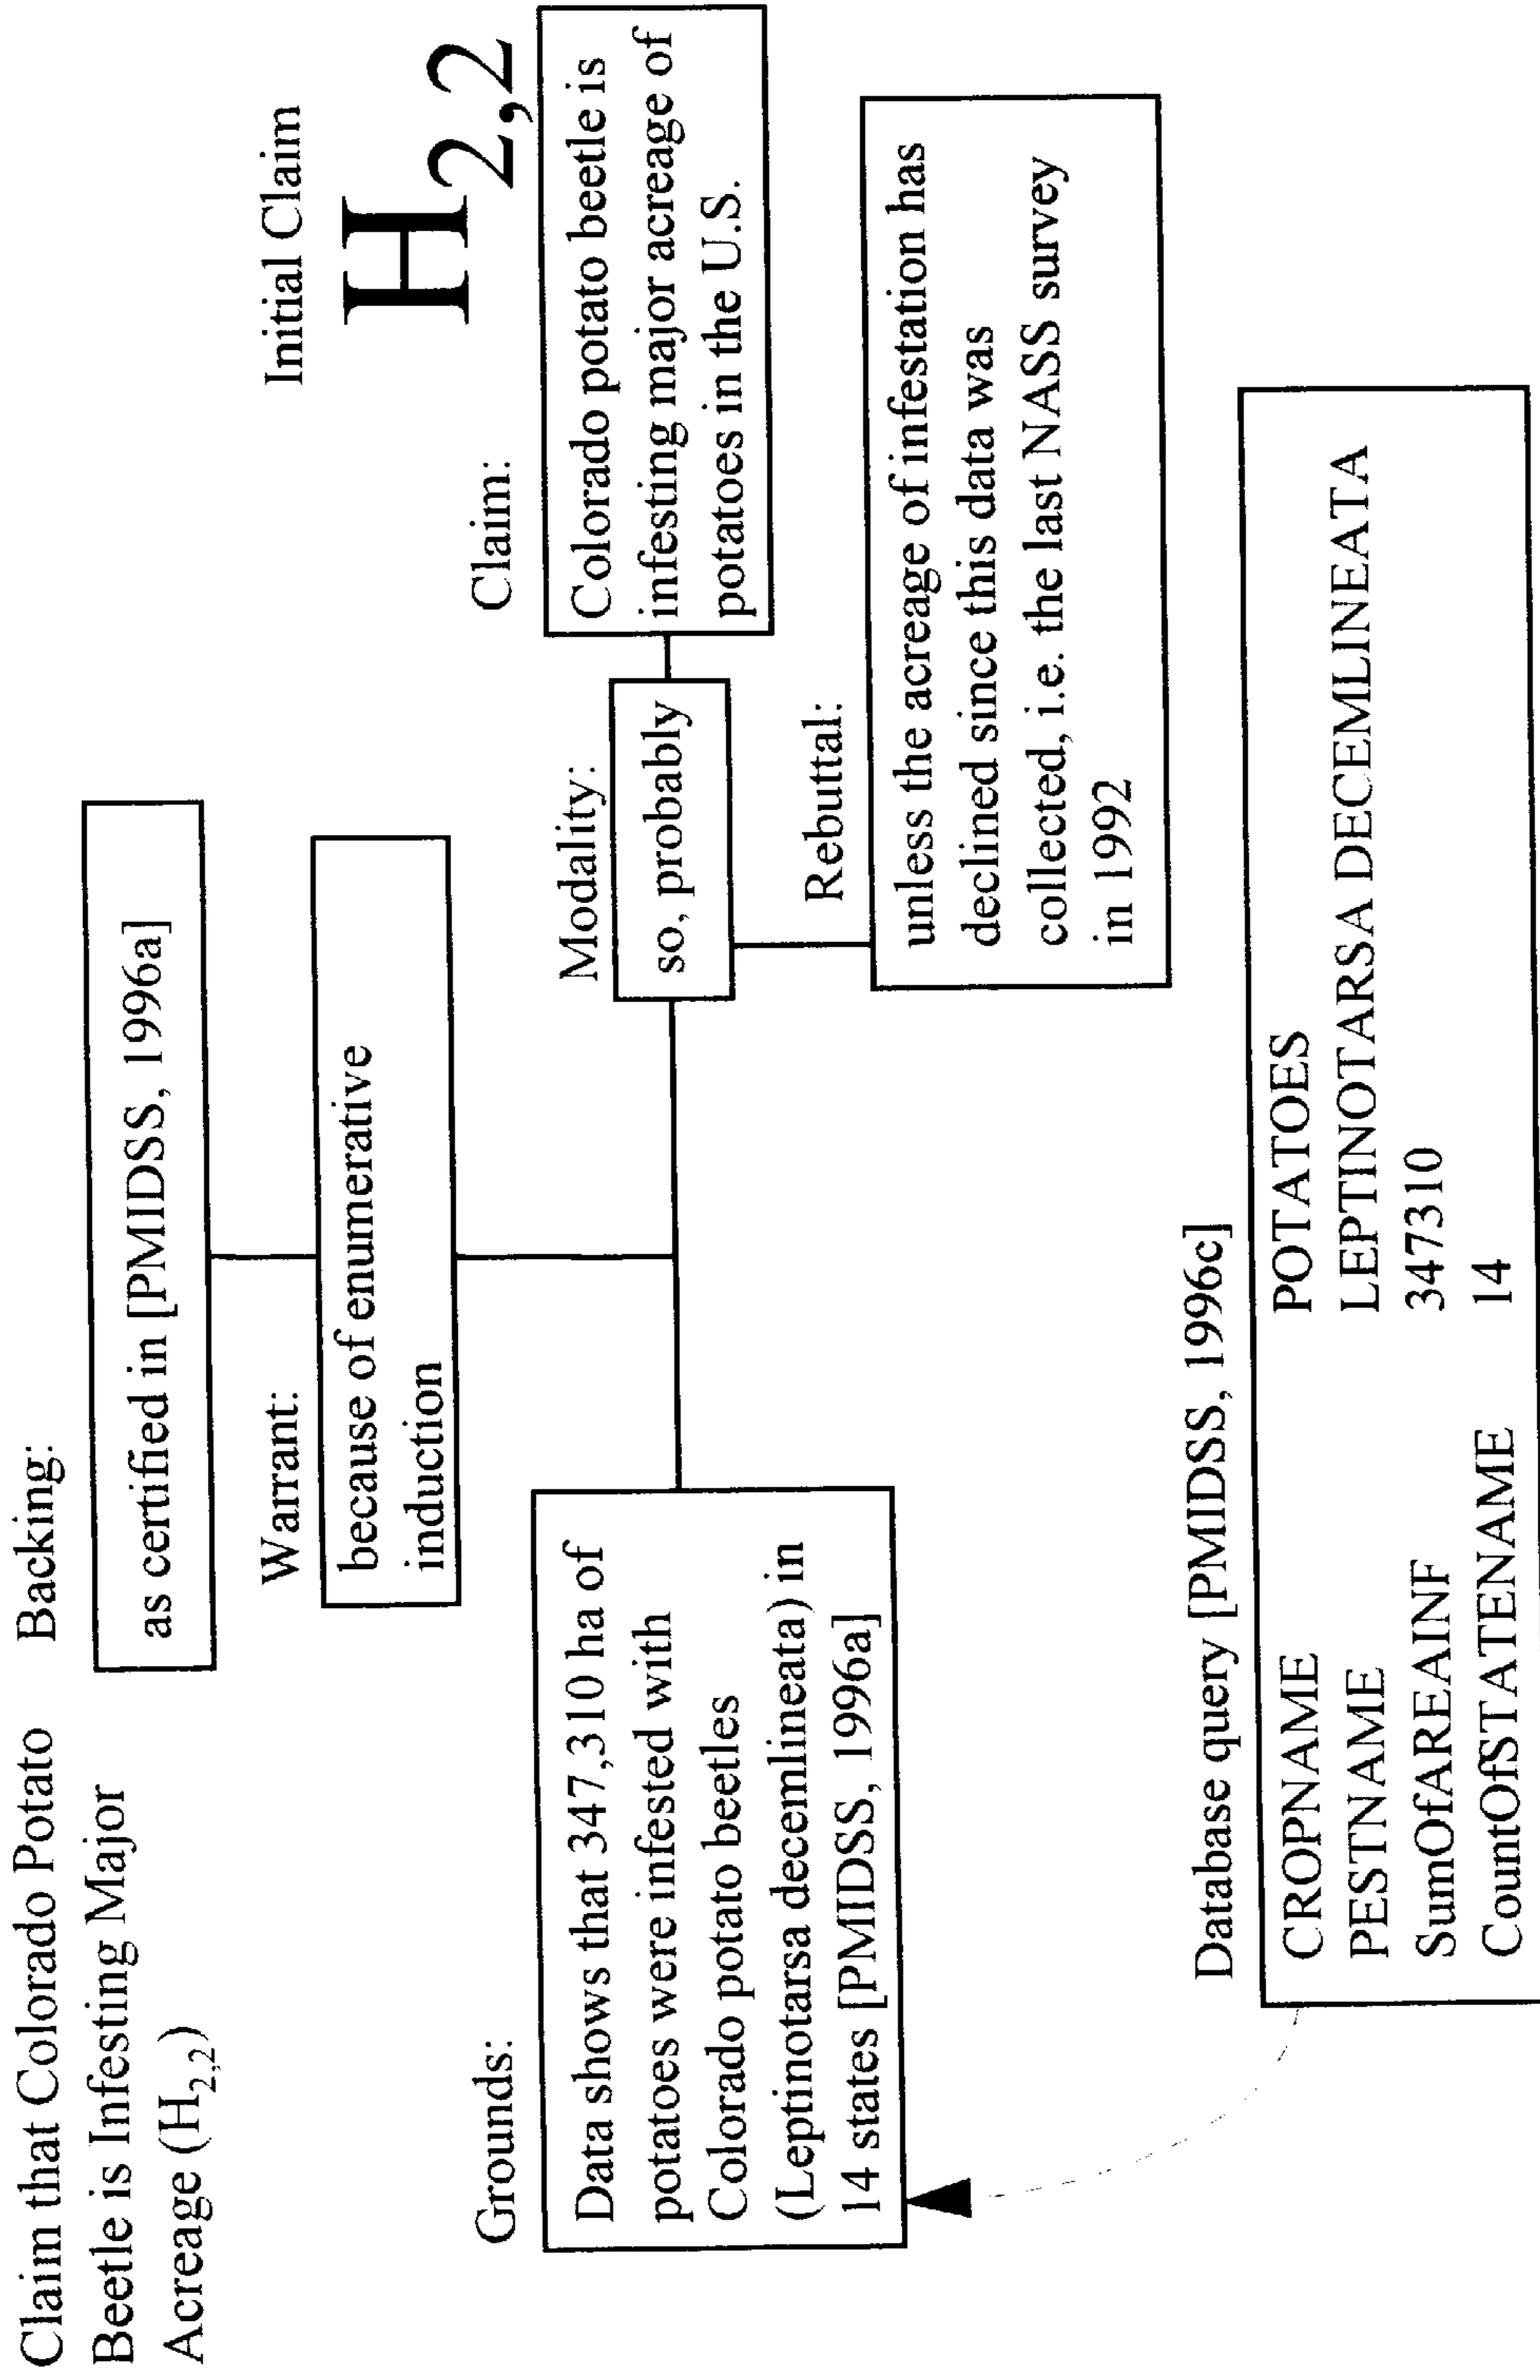 Claim that Colorado Potato
Beetle is Infesting Major
Acreage (H2,2)
Backing:
as certified in [PMIDSS, 1996a]
Initial Claim
H2,2
Warrant:
because of enumerative
induction
Grounds:
Data shows that 347,310 ha of
potatoes were infested with
Colorado potato beetles
(Leptinotarsa decemlineata) in
14 states [PMIDSS, 1996a]
Modality:
so, probably
Claim:
Colorado potato beetle is
infesting major acreage of
potatoes in the U.S.
Rebuttal:
unless the acreage of infestation has
declined since this data was
collected, i.e. the last NASS survey
in 1992
Database query [PMIDSS, 1996c]
CROPNAME POTATOES
PESTNAME LEPTINOTARSA DECEMLINEATA
SumOfAREAINF 347310
CountOfSTATENAME 14